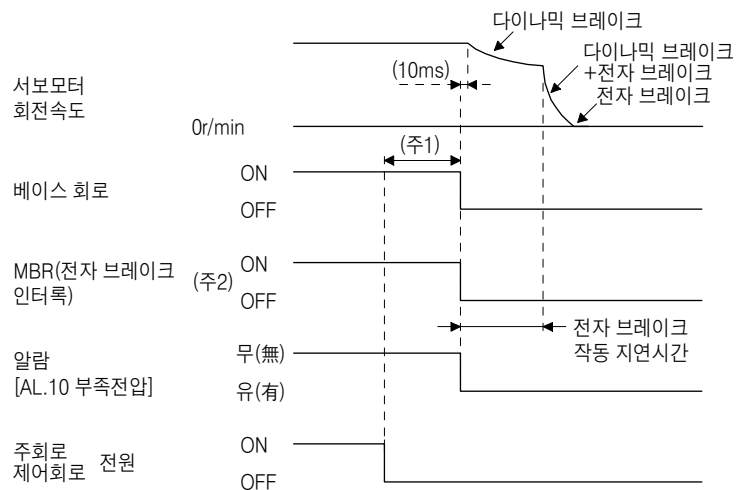 다이나믹 브레이크
다이나믹 브레이크
+전자 브레이크
전자 브레이크
(10ms)
서보모터
회전속도
0r/min
(주1)
베이스 회로
ON
OFF
MBR(전자 브레이크
인터록)
(주2)
ON
OFF
전자 브레이크
작동 지연시간
알람
[AL.10 부족전압]
무(無)
유(有)
주회로
제어회로
전원
ON
OFF